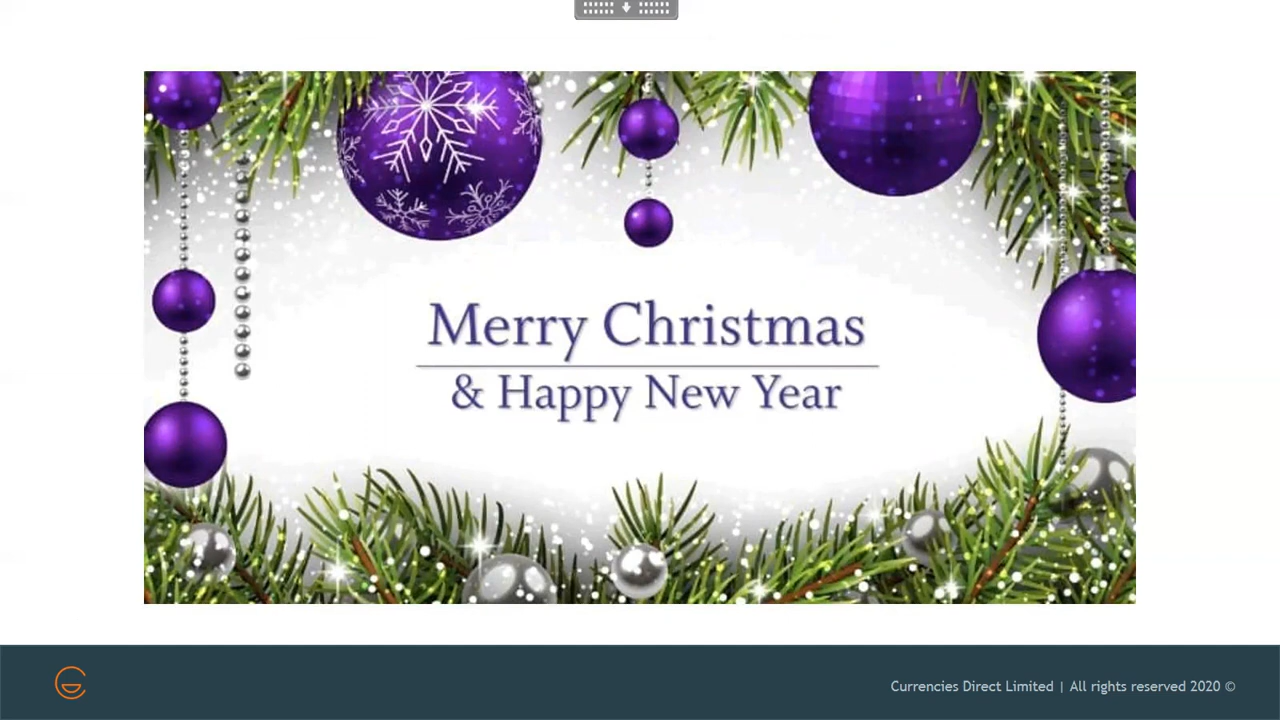 Merry Christmas
& Happy New Year
Currencies Direct Limited | All rights reserved 2020 ©